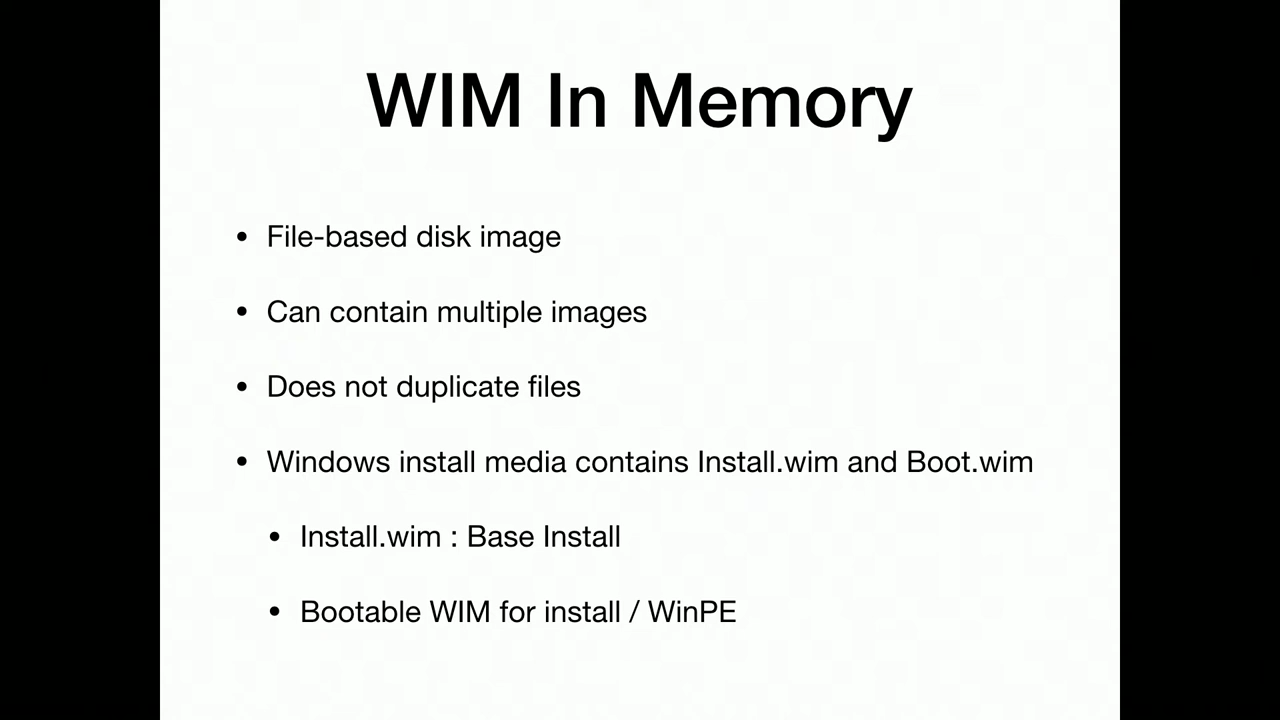 WIM In Memory
• File-based disk image
• Can contain multiple images
• Does not duplicate files
• Windows install media contains Install.wim and Boot.wim
• Install.wim : Base Install
• Bootable WIM for install / WinPE